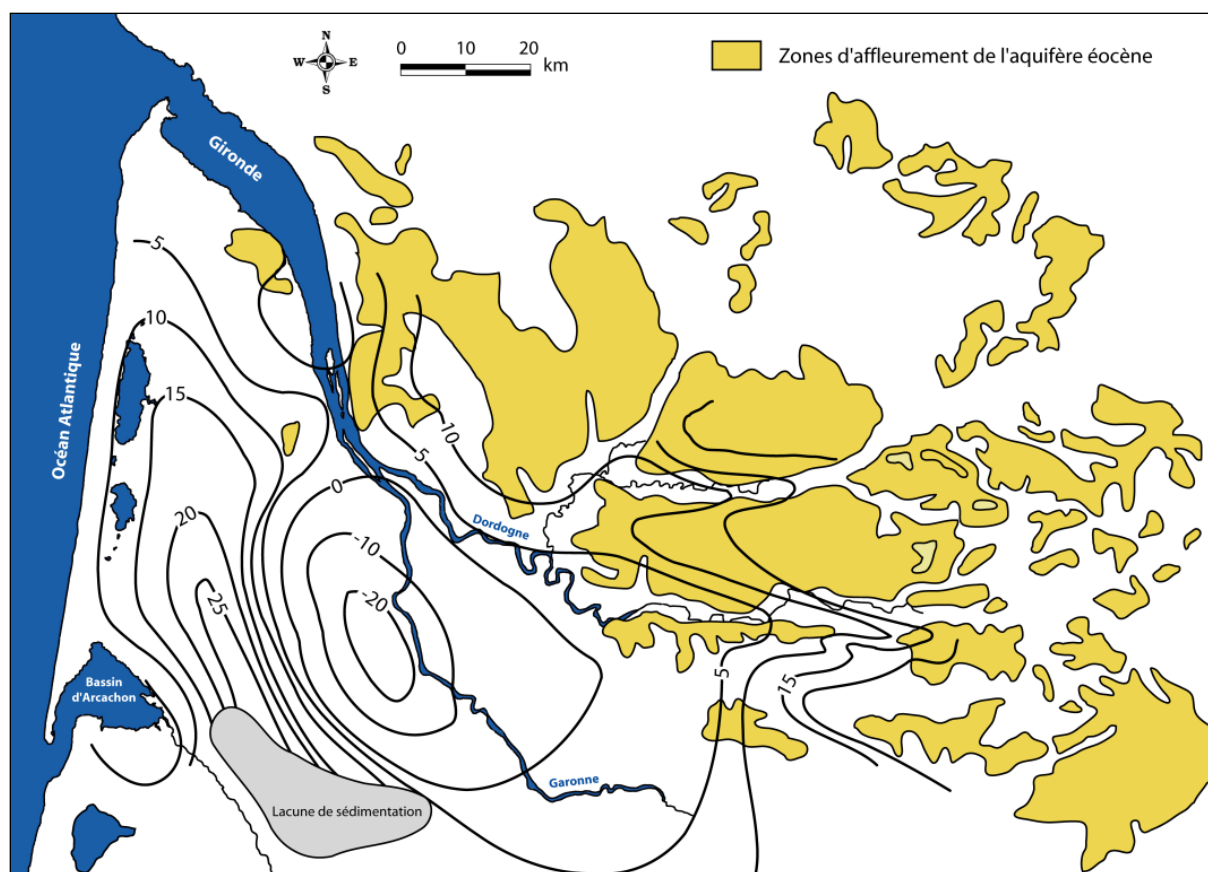 N
W E
S
0 10 20
km
Zones d'affleurement de l'aquifère éocène
Gironde
Océan Atlantique
5
10
15
20
25
0
-10
-20
5
10
Dordogne
5
15
Bassin
d'Arcachon
Garonne
Lacune de sédimentation